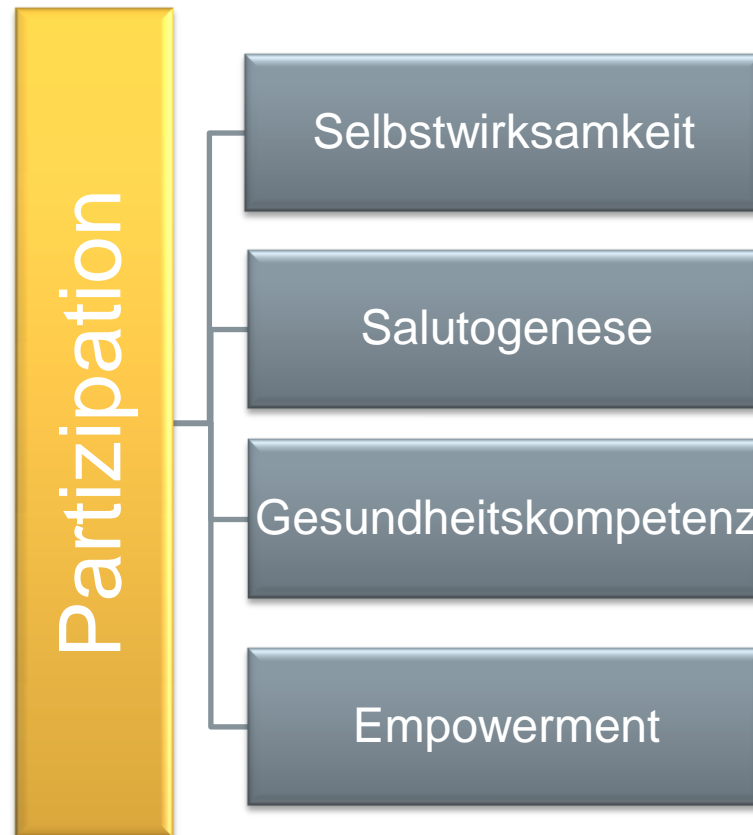 Partizipation
Selbstwirksamkeit
Salutogenese
Gesundheitskompetenz
Empowerment